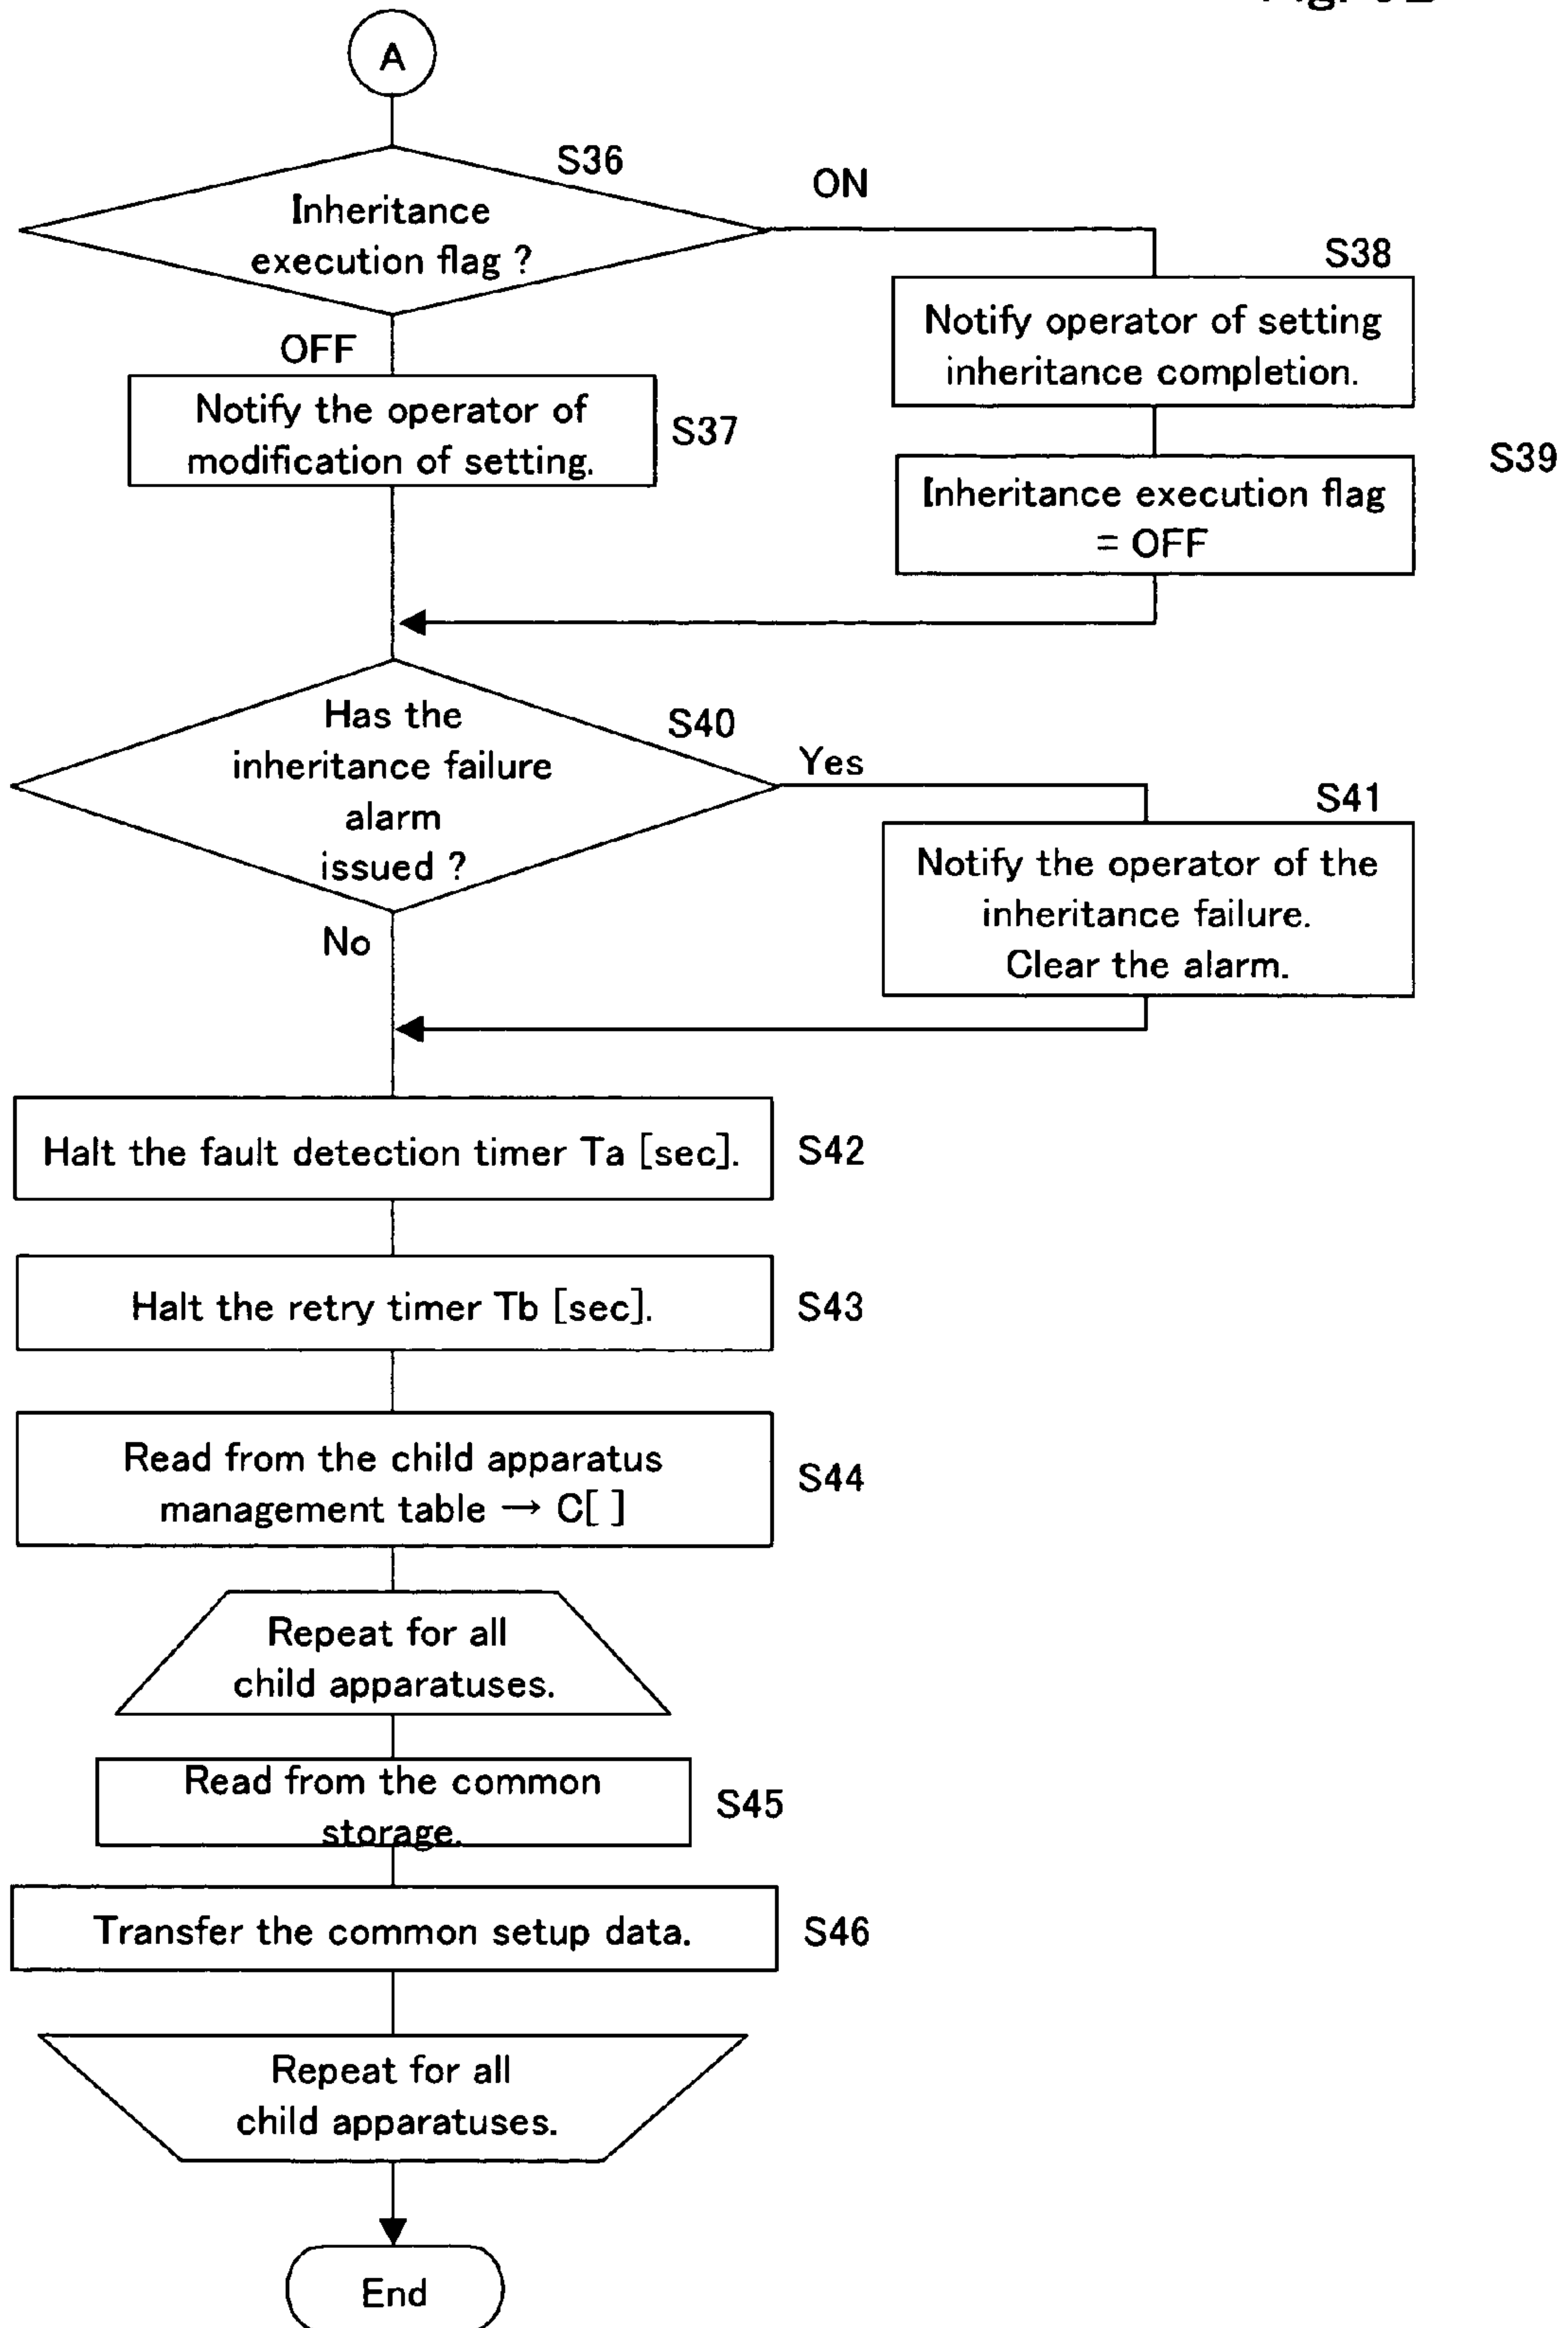 A
S36
ON
Inheritance
execution flag ?
S38
Notify operator of setting
inheritance completion.
OFF
Notify the operator of
modification of setting.
S37
S39
Inheritance execution flag
= OFF
Has the
inheritance failure
alarm
issued ?
S40
Yes
S41
Notify the operator of the
inheritance failure.
Clear the alarm.
No
Halt the fault detection timer Ta [sec].
S42
Halt the retry timer Tb [sec].
S43
Read from the child apparatus
management table → C[ ]
S44
Repeat for all
child apparatuses.
Read from the common
storage.
S45
Transfer the common setup data.
S46
Repeat for all
child apparatuses.
End